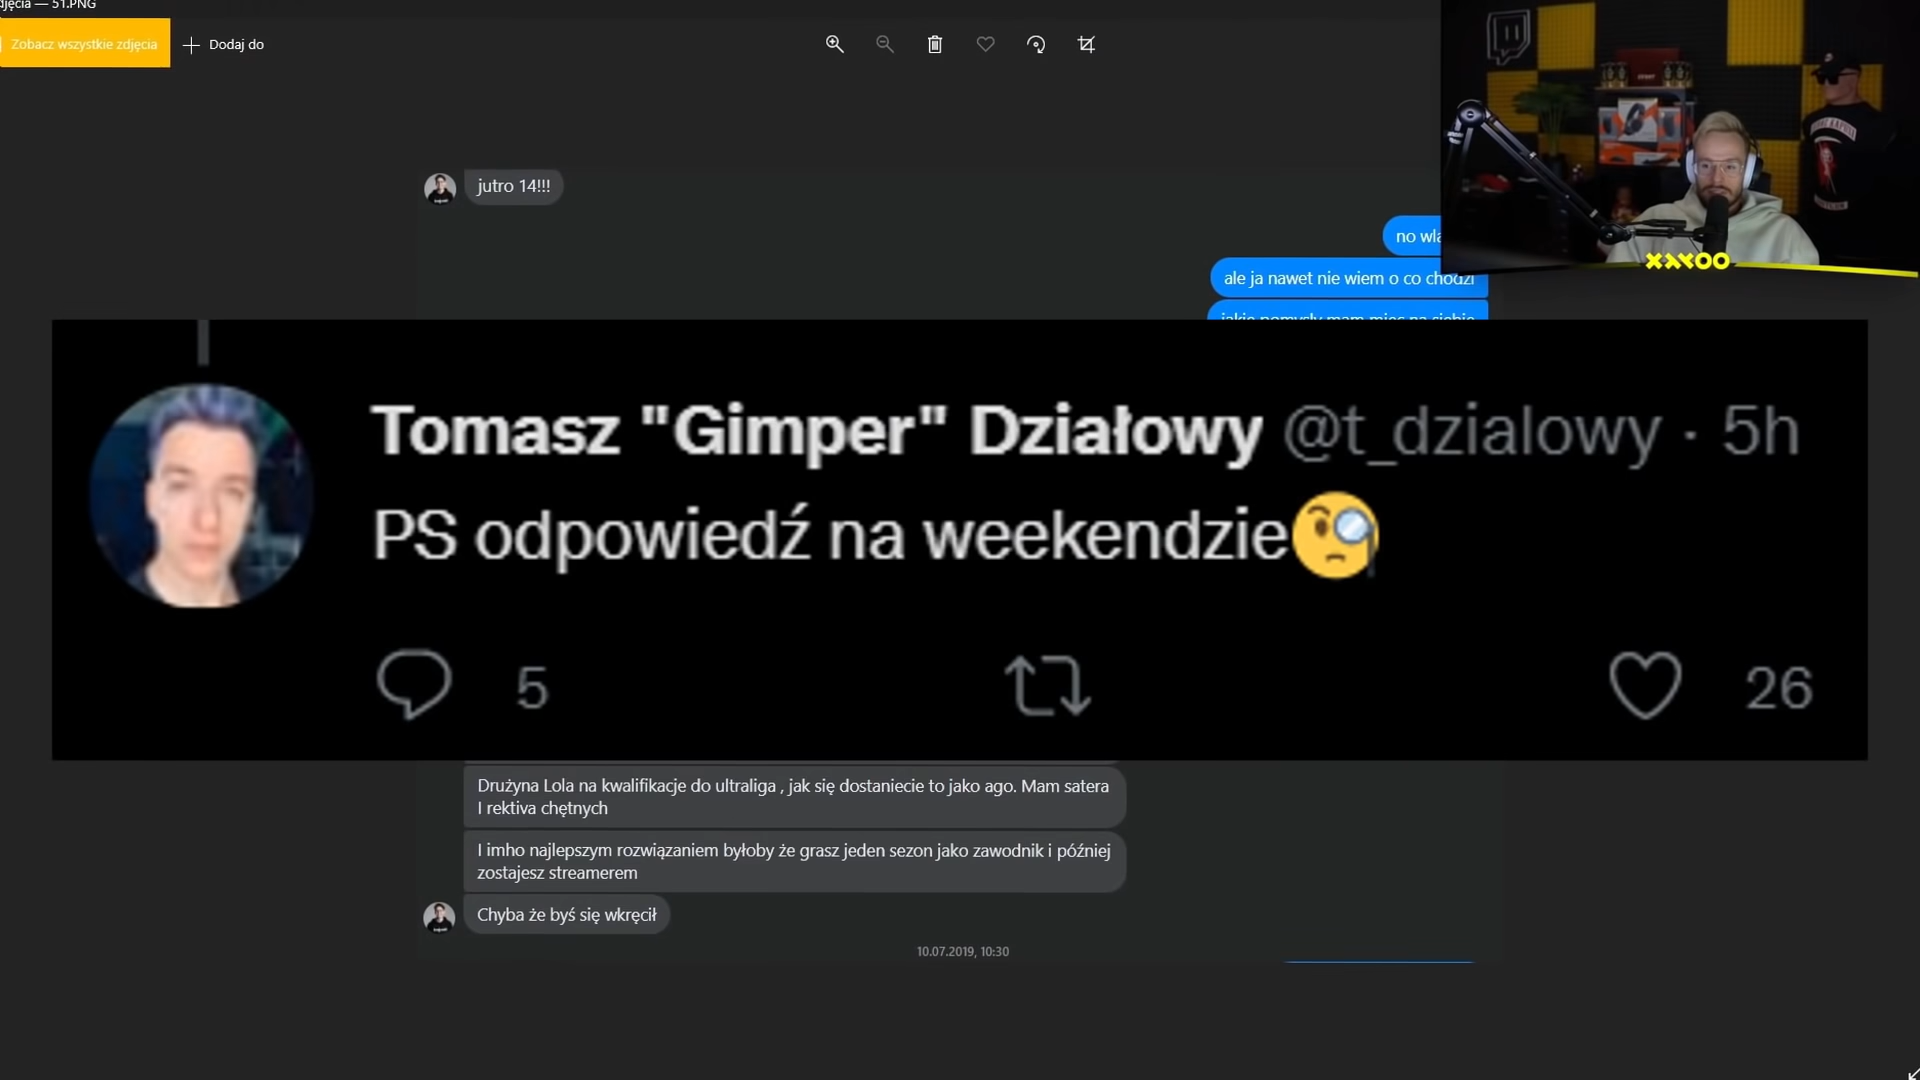 51.PNG
Zobacz wszystkie zdjęcia
Dodaj do
jutro 14!!!
ale ja nawet nie wiem o co chodzi
XAYOO
Tomasz "Gimper" Działowy @t_dzialowy · 5h
PS odpowiedź na weekendzie🧐
5
26
Drużyna Lola na kwalifikacje do ultraliga , jak się dostaniecie to jako ago. Mam satera
I rektiva chętnych
I imho najlepszym rozwiązaniem byłoby że grasz jeden sezon jako zawodnik i później
zostajesz streamerem
Chyba że byś się wkręcił
10.07.2019, 10:30